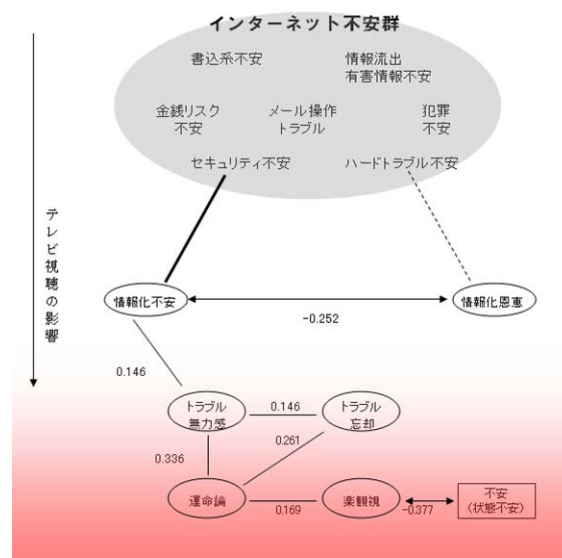 インターネット不安群
書込系不安
情報流出
有害情報不安
金銭リスク
不安
メール操作
トラブル
犯罪
不安
セキュリティ不安
ハードトラブル不安
テレビ視聴の影響
情報化不安
情報化恩恵
-0.252
0.146
トラブル
無力感
0.146
トラブル
忘却
0.261
0.336
運命論
0.169
楽観視
-0.377
不安
(状態不安)